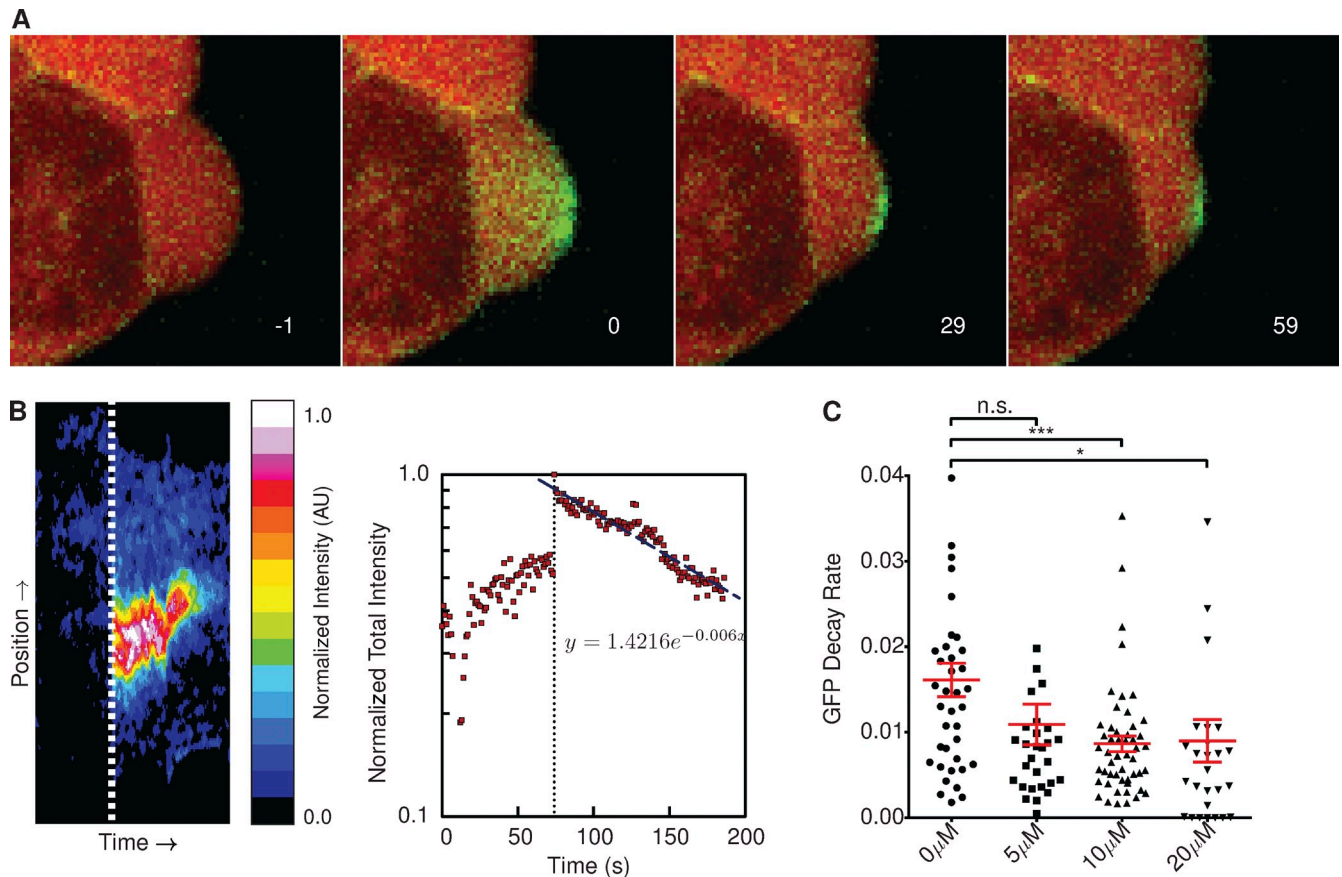 A
-1
0
29
59
B
Position →
Time →
1.0
0.0
Normalized Intensity (AU)
Normalized Total Intensity
1.0
0.1
y = 1.4216e^{-0.006x}
0
50
100
150
200
Time (s)
C
n.s.
***
*
GFP Decay Rate
0.04
0.03
0.02
0.01
0.00
0μM
5μM
10μM
20μM